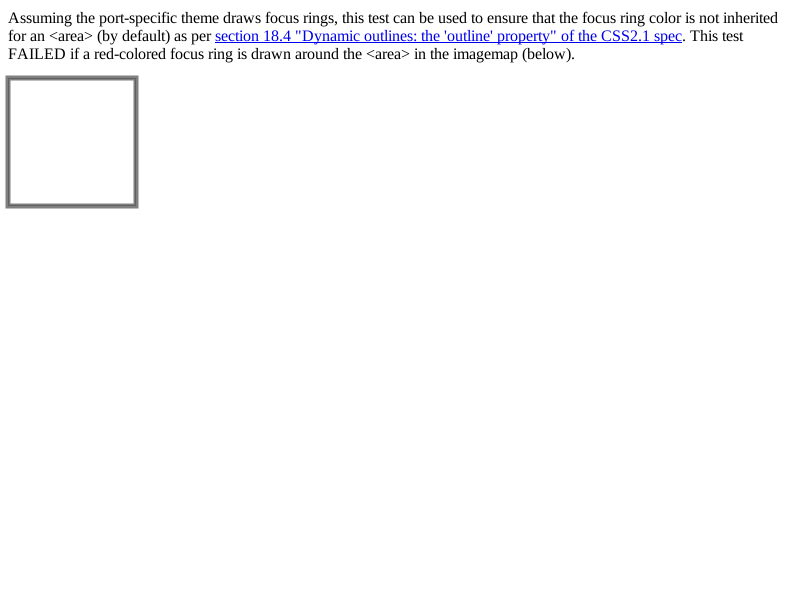 Assuming the port-specific theme draws focus rings, this test can be used to ensure that the focus ring color is not inherited
for an <area> (by default) as per section 18.4 "Dynamic outlines: the 'outline' property" of the CSS2.1 spec. This test
FAILED if a red-colored focus ring is drawn around the <area> in the imagemap (below).